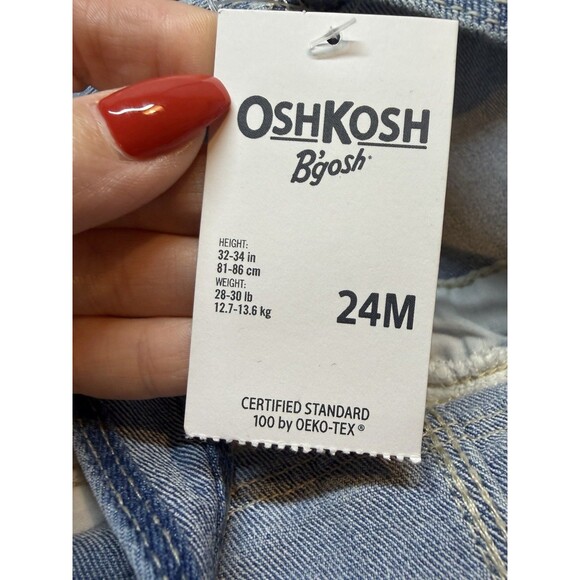 OSHKOSH
B'gosh
HEIGHT:
32-34 in
81-86 cm
WEIGHT:
28-30 lb
12.7-13.6 kg
24M
CERTIFIED STANDARD
100 by OEKO-TEX ®